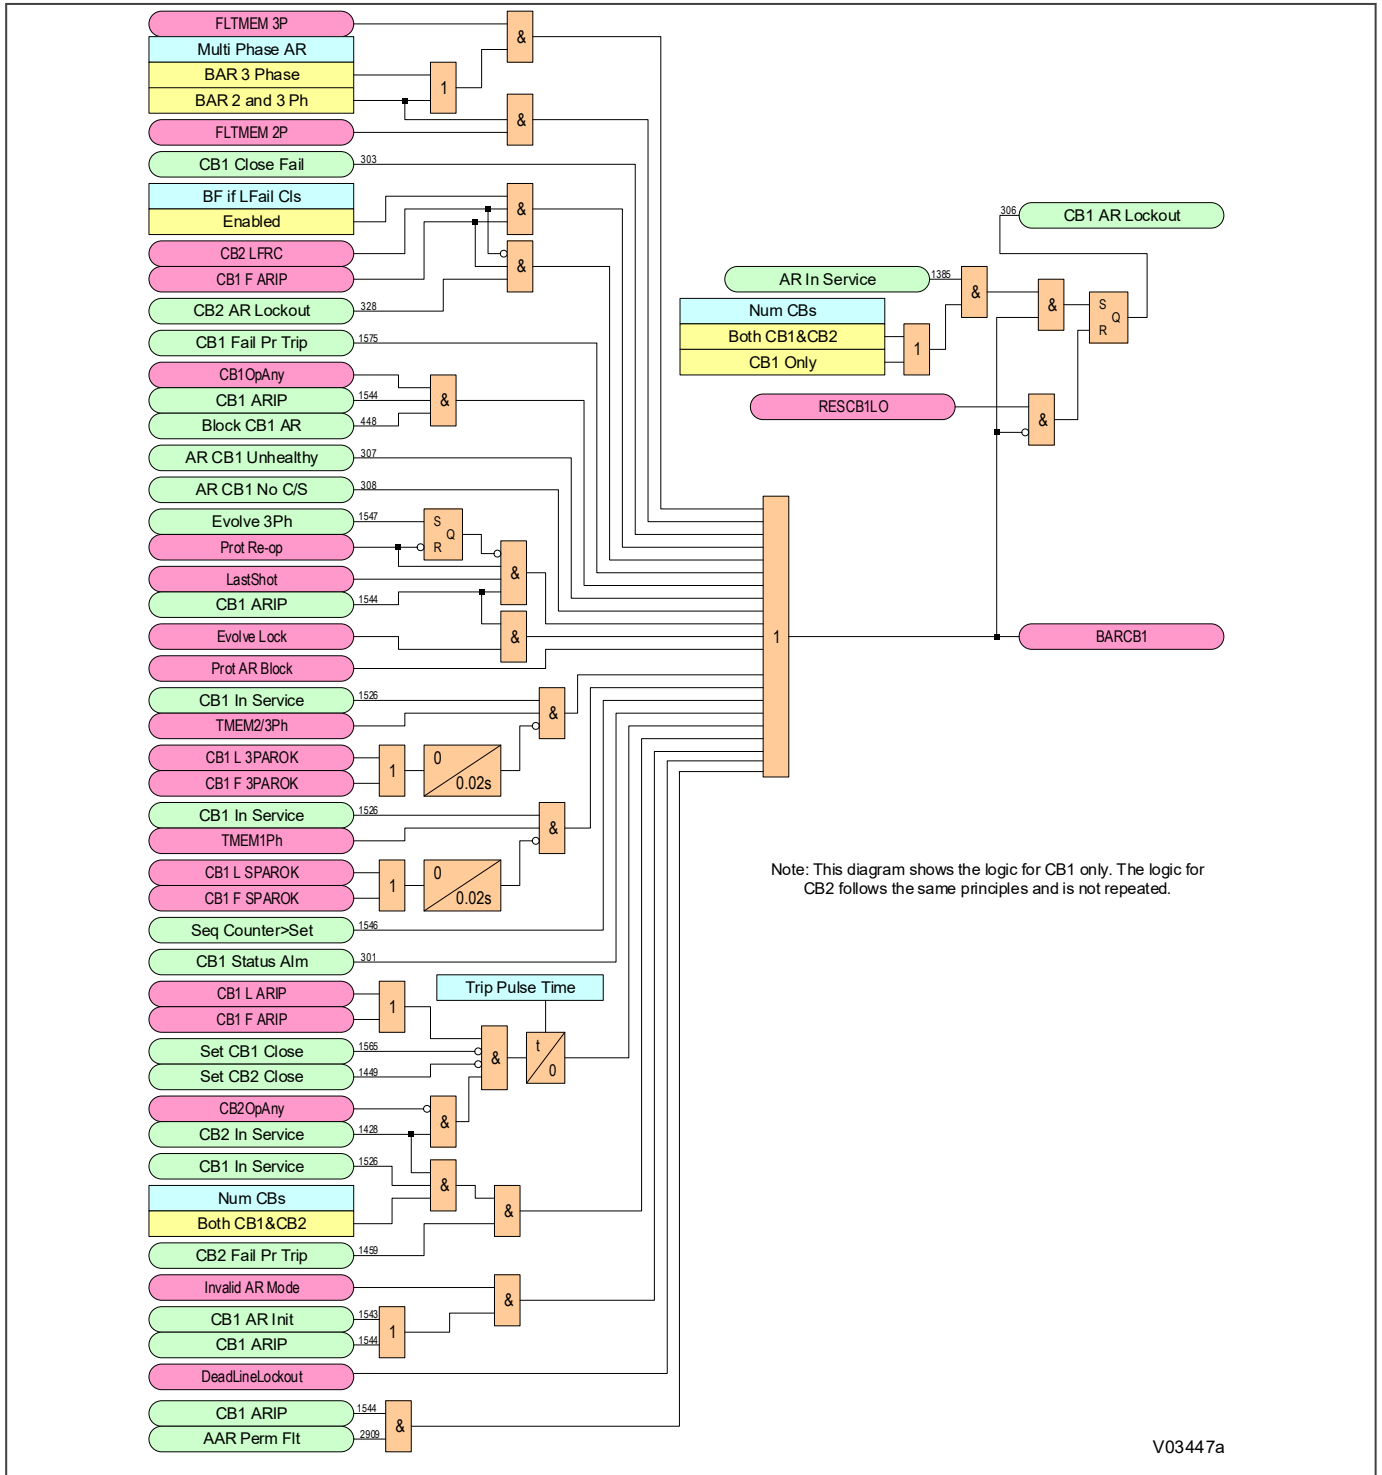 FLTMEM 3P
&
Multi Phase AR
BAR 3 Phase
1
BAR 2 and 3 Ph
&
FLTMEM 2P
CB1 Close Fail
303
BF if LFail Cls
Enabled
&
CB2 LFRC
CB1 F ARIP
&
CB2 AR Lockout
328
CB1 Fail Pr Trip
1575
CB1OpAny
CB1 ARIP
1544
&
Block CB1 AR
448
AR CB1 Unhealthy
307
AR CB1 No C/S
308
Evolve 3Ph
1547
S
Q
R
Prot Re-op
LastShot
&
CB1 ARIP
1544
Evolve Lock
&
Prot AR Block
CB1 In Service
1526
&
TMEM2/3Ph
CB1 L 3PAROK
1
0
0.02s
CB1 F 3PAROK
CB1 In Service
1526
&
TMEM1Ph
CB1 L SPAROK
1
0
0.02s
CB1 F SPAROK
Seq Counter>Set
1546
CB1 Status Alm
301
CB1 L ARIP
1
CB1 F ARIP
Trip Pulse Time
Set CB1 Close
1565
&
t
0
Set CB2 Close
1449
CB2OpAny
&
CB2 In Service
1428
CB1 In Service
1526
&
Num CBs
Both CB1&CB2
&
CB2 Fail Pr Trip
1459
Invalid AR Mode
&
CB1 AR Init
1543
1
CB1 ARIP
1544
DeadLineLockout
CB1 ARIP
1544
&
AAR Perm Flt
2909
1
306
CB1 AR Lockout
AR In Service
1385
&
Num CBs
Both CB1&CB2
1
CB1 Only
&
S
Q
R
RESCB1LO
&
BARCB1
Note: This diagram shows the logic for CB1 only. The logic for
CB2 follows the same principles and is not repeated.
V03447a